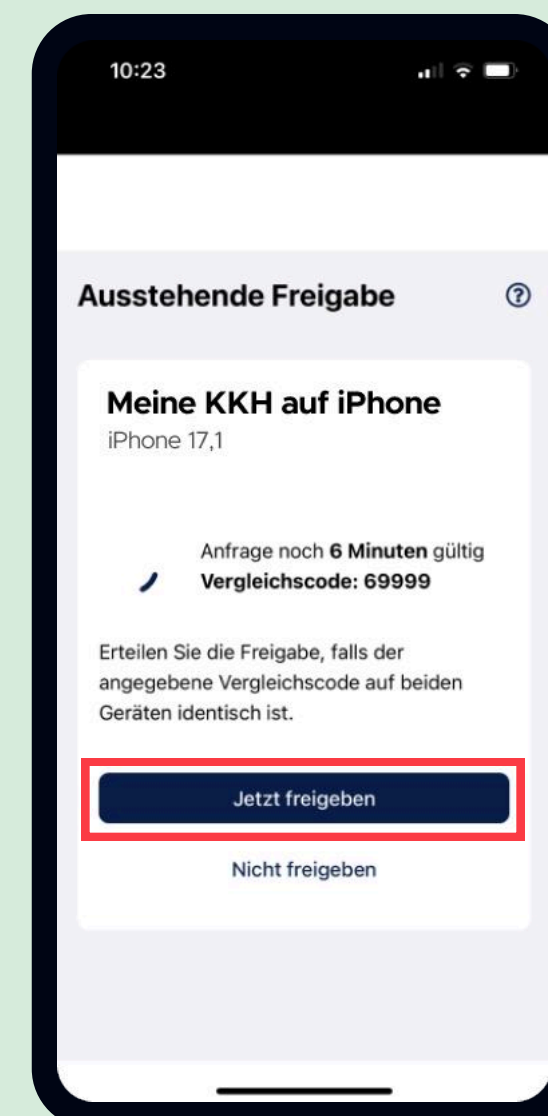 10:23
Ausstehende Freigabe
Meine KKH auf iPhone
iPhone 17,1
Anfrage noch 6 Minuten gültig
Vergleichscode: 69999
Erteilen Sie die Freigabe, falls der
angegebene Vergleichscode auf beiden
Geräten identisch ist.
Jetzt freigeben
Nicht freigeben